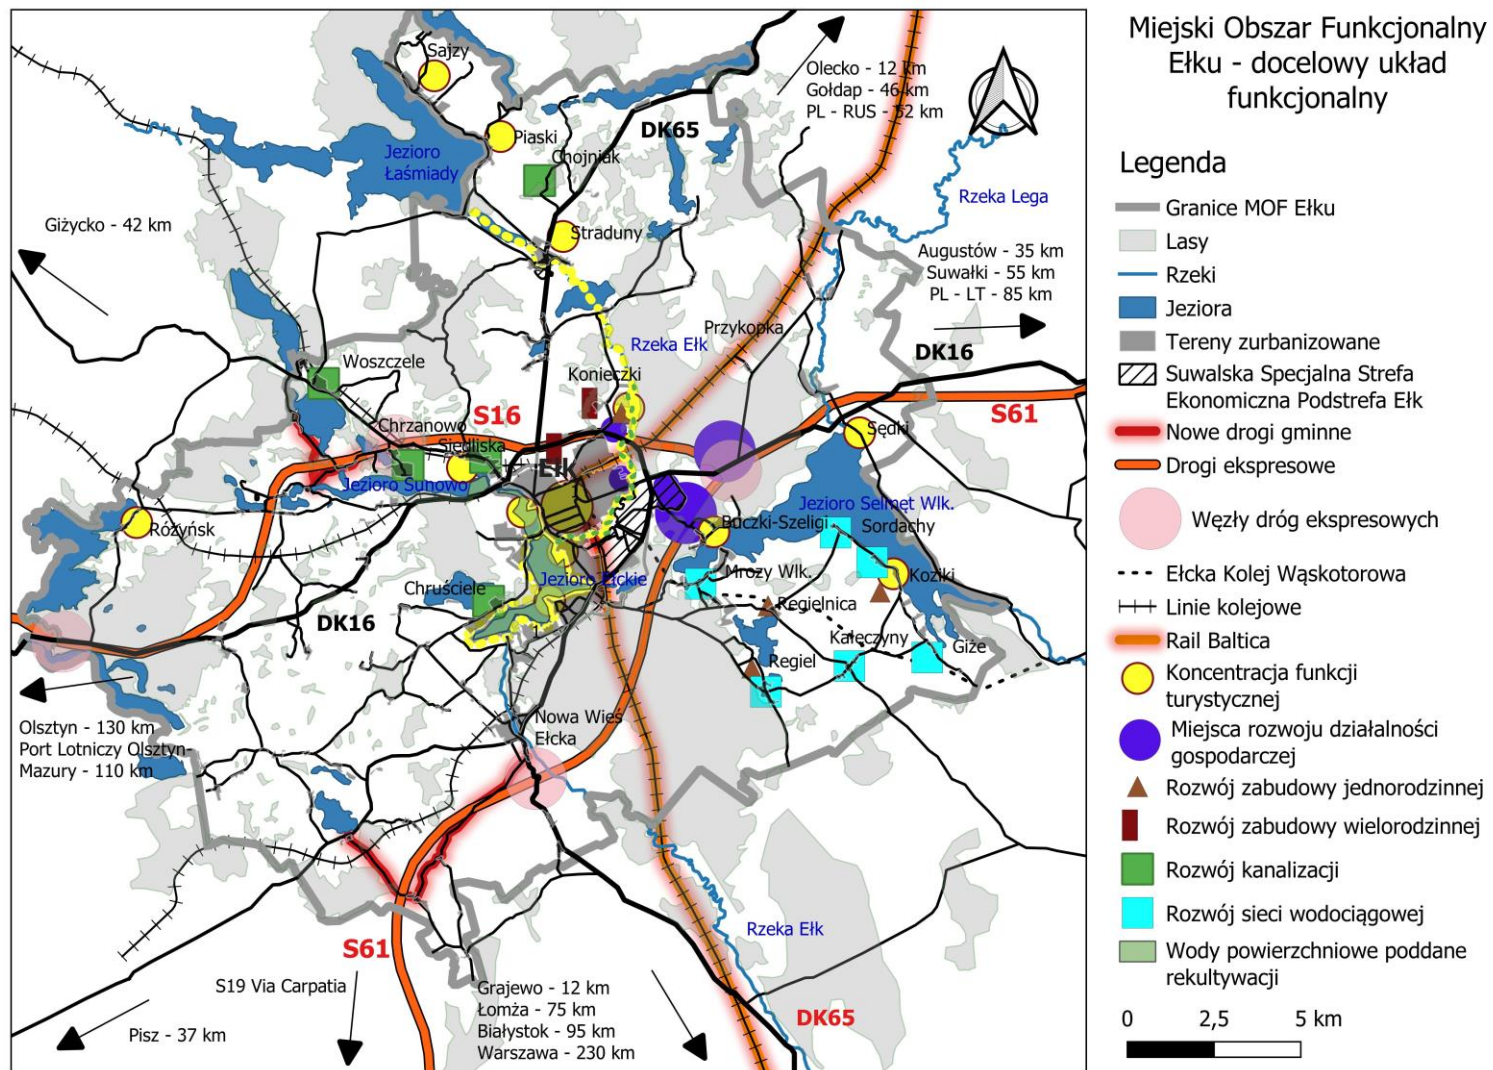 Miejski Obszar Funkcjonalny
Ełku - docelowy układ
funkcjonalny
Legenda
Granice MOF Ełku
Lasy
Rzeki
Jeziora
Tereny zurbanizowane
Suwalska Specjalna Strefa
Ekonomiczna Podstrefa Ełk
Nowe drogi gminne
Drogi ekspresowe
Węzły dróg ekspresowych
Ełcka Kolej Wąskotorowa
Linie kolejowe
Rail Baltica
Koncentracja funkcji
turystycznej
Miejsca rozwoju działalności
gospodarczej
Rozwój zabudowy jednorodzinnej
Rozwój zabudowy wielorodzinnej
Rozwój kanalizacji
Rozwój sieci wodociągowej
Wody powierzchniowe poddane
rekultywacji
0 2,5 5 km
Sajzy
Olecko - 12 km
Gołdap - 46 km
PL - RUS - 52 km
Piaski
DK65
Jezioro
Łaśmiady
Chojniak
Rzeka Lega
Giżycko - 42 km
Straduny
Augustów - 35 km
Suwałki - 55 km
PL - LT - 85 km
Przykopka
Rzeka Ełk
DK16
Woszczele
Konieczki
S16
S61
Chrzanowo
Siedliska
Sędki
Ełk
Jezioro Sunowo
Jezioro Selmęt Wlk.
Różyńsk
Buczki-Szeligi
Sordachy
Mrozy Wlk.
Koziki
Jezioro Ełckie
Chruściele
Regielnica
DK16
Kałęczyny
Giże
Regiel
Olsztyn - 130 km
Port Lotniczy Olsztyn-
Mazury - 110 km
Nowa Wieś
Ełcka
Rzeka Ełk
S61
S19 Via Carpatia
Grajewo - 12 km
Łomża - 75 km
Białystok - 95 km
Warszawa - 230 km
DK65
Pisz - 37 km